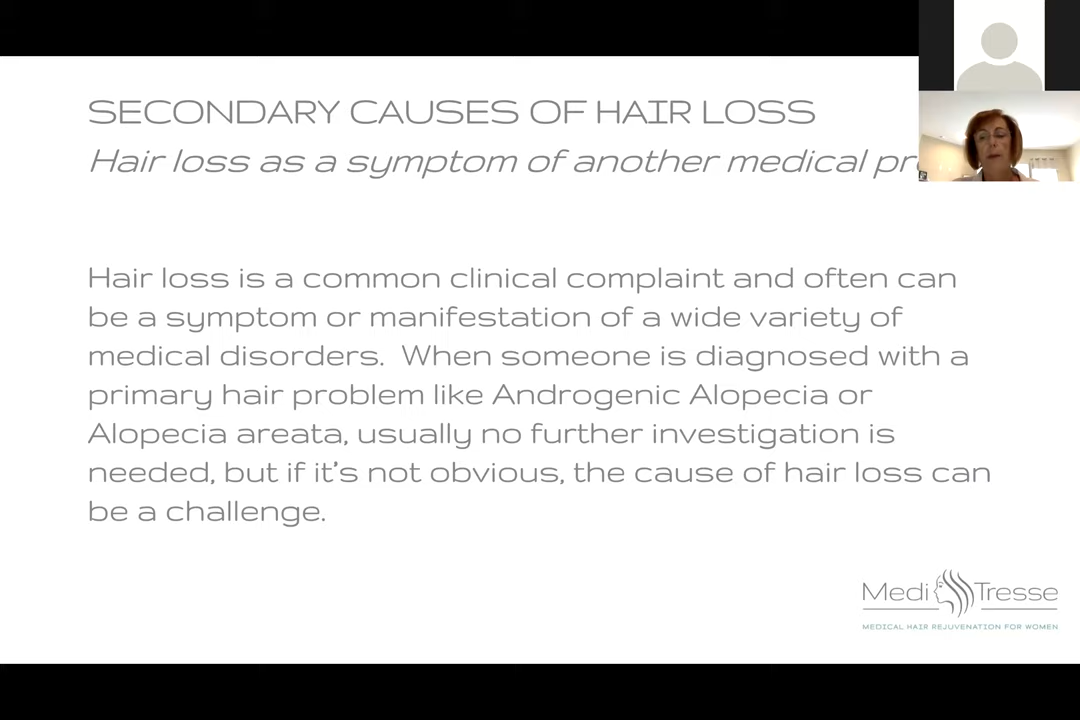 SECONDARY CAUSES OF HAIR LOSS
Hair loss as a symptom of another medical
Hair loss is a common clinical complaint and often can
be a symptom or manifestation of a wide variety of
medical disorders.  When someone is diagnosed with a
primary hair problem like Androgenic Alopecia or
Alopecia areata, usually no further investigation is
needed, but if it's not obvious, the cause of hair loss can
be a challenge.
Medi Tresse
MEDICAL HAIR REJUVENATION FOR WOMEN